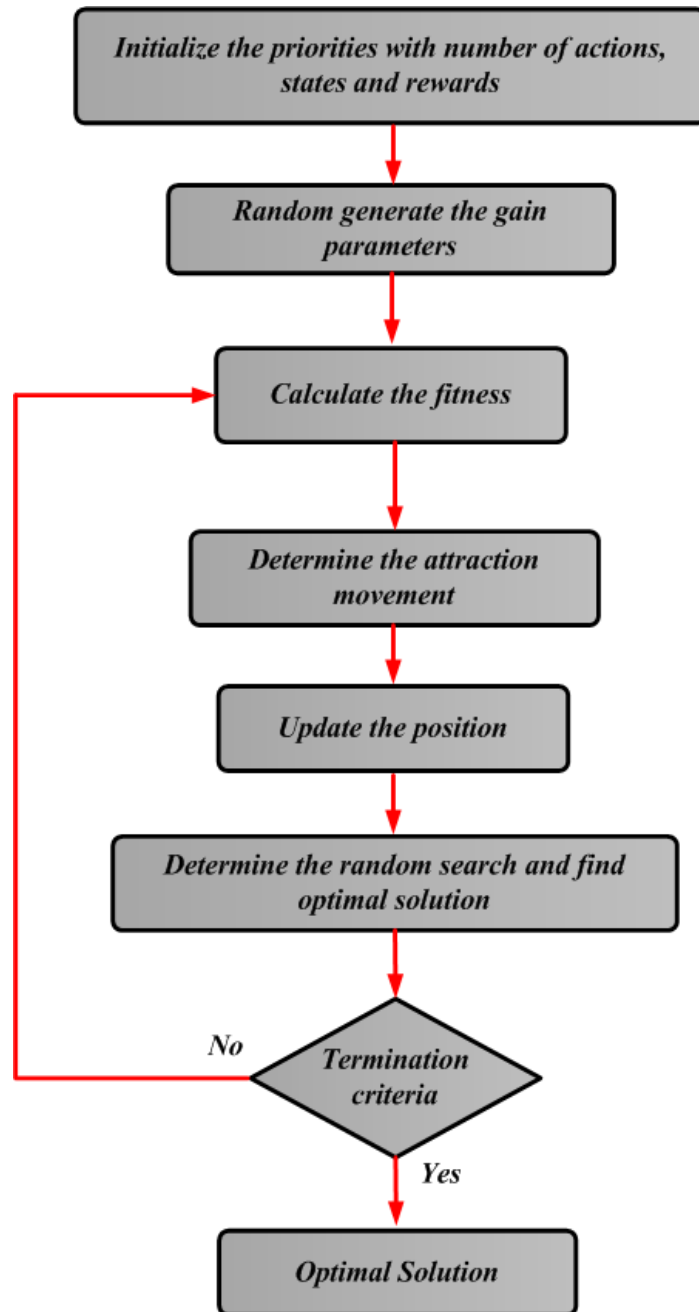 Initialize the priorities with number of actions,
states and rewards
Random generate the gain
parameters
Calculate the fitness
Determine the attraction
movement
Update the position
Determine the random search and find
optimal solution
No
Termination
criteria
Yes
Optimal Solution